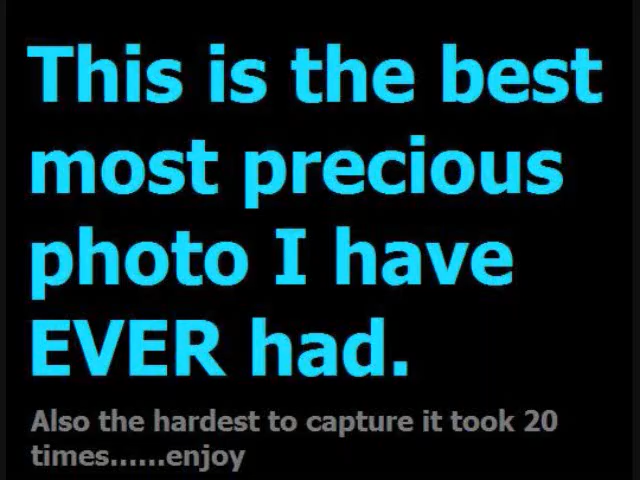 This is the best
most precious
photo I have
EVER had.
Also the hardest to capture it took 20
times......enjoy